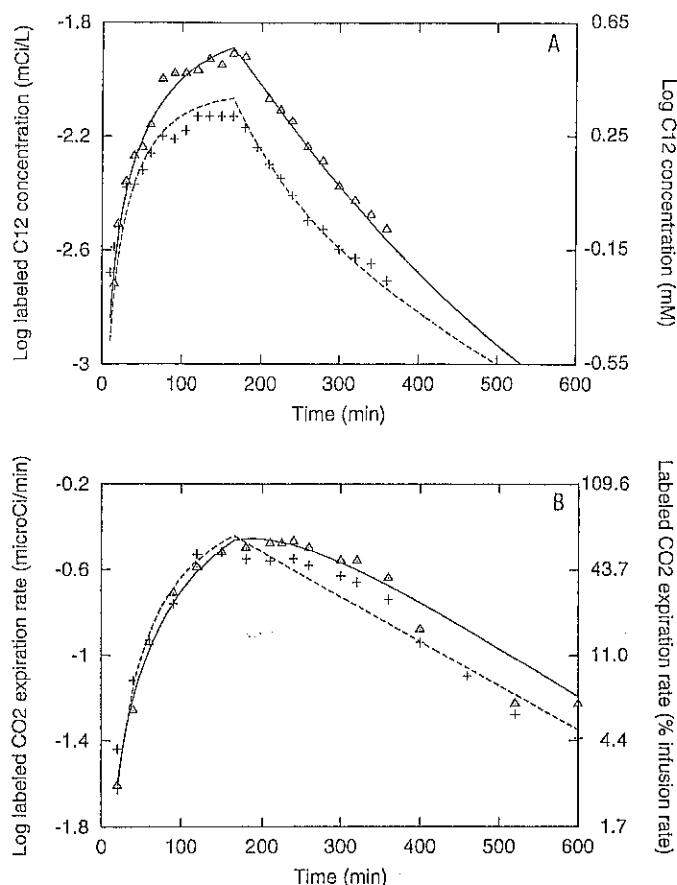 A
-1.8
-2.2
-2.6
-3
0.65
0.25
-0.15
-0.55
0 100 200 300 400 500 600
Time (min)
Log labeled C12 concentration (mCi/L)
Log C12
concentration
(mM)
B
-0.2
-0.6
-1
-1.4
-1.8
109.6
43.7
11.0
4.4
1.7
0 100 200 300 400 500 600
Time (min)
Log labeled CO2 expiration rate (microCi/min)
Labeled CO2 expiration rate (% infusion rate)